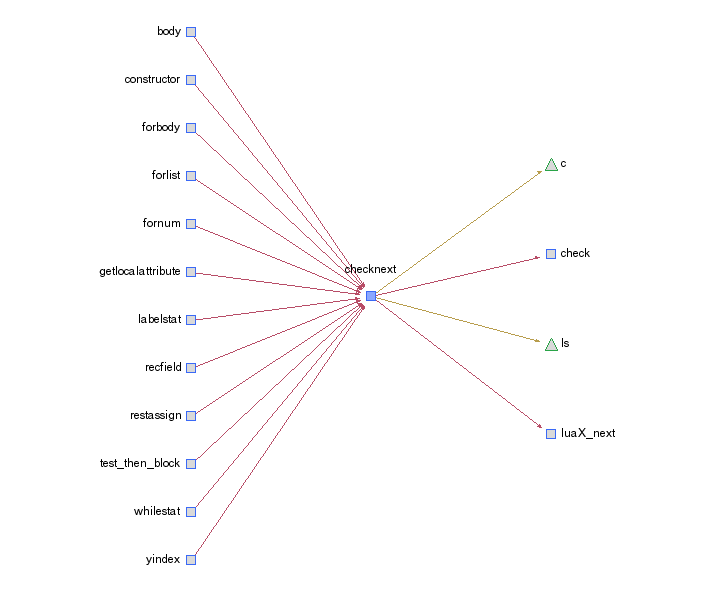 body
constructor
forbody
forlist
fornum
getlocalattribute
labelstat
recfield
restassign
test_then_block
whilestat
yindex
checknext
c
check
ls
luaX_next